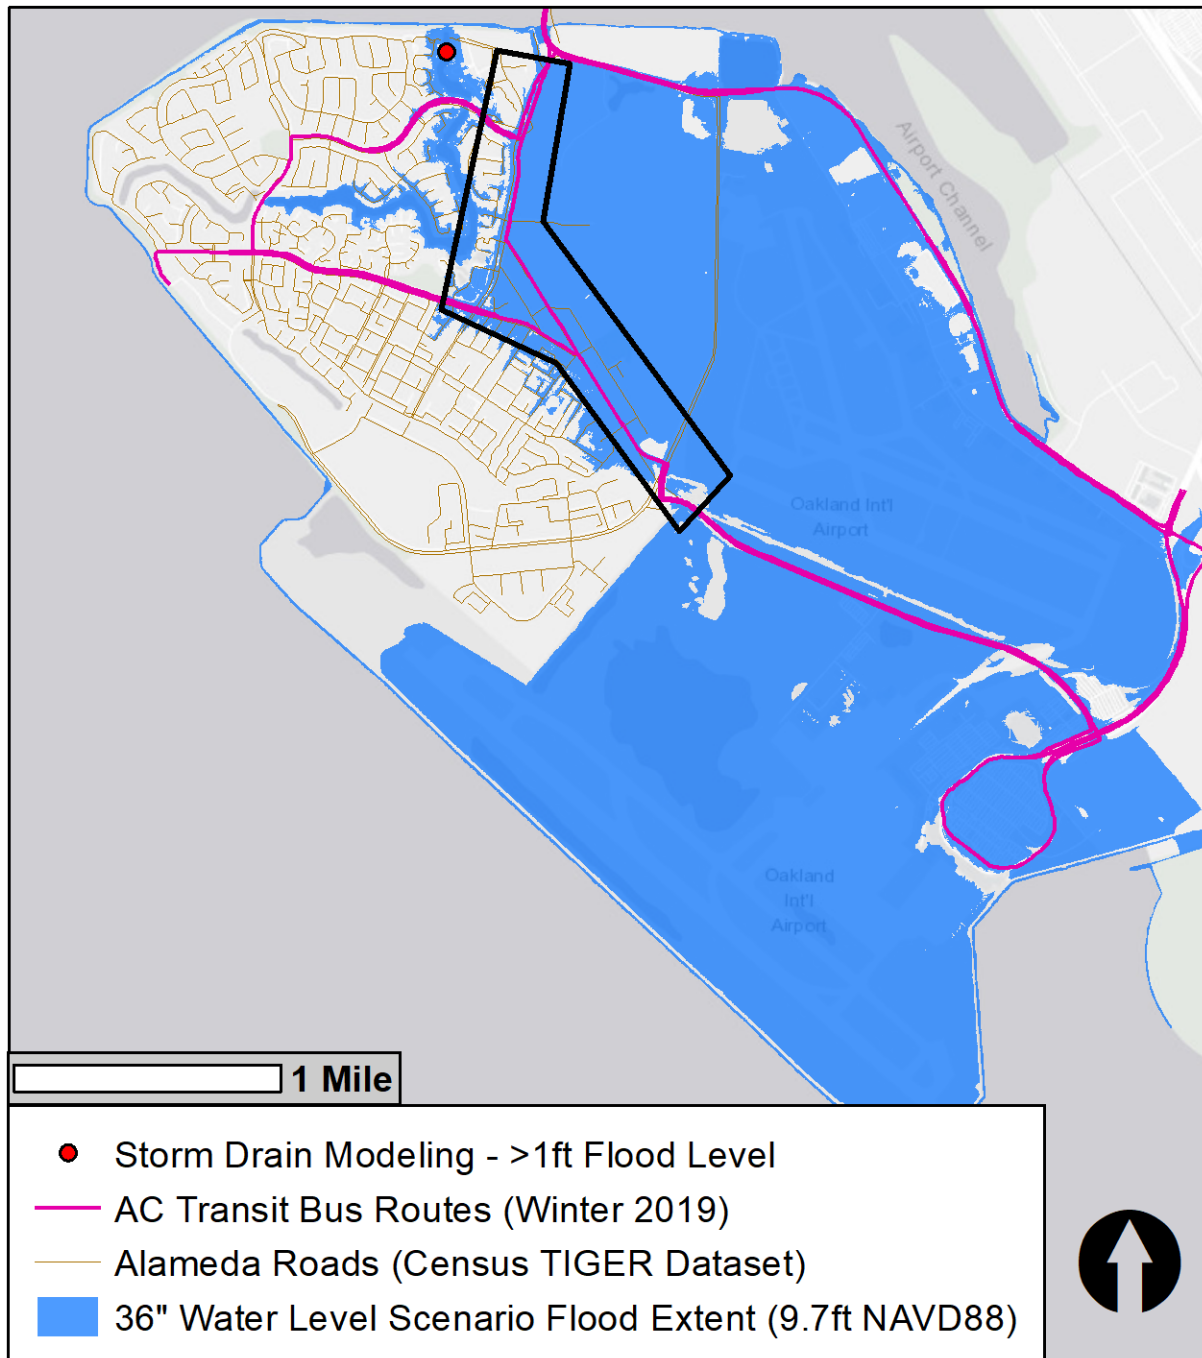 Airport Channel
Oakland Int'l
Airport
Oakland
Int'l
Airport
1 Mile
Storm Drain Modeling - >1ft Flood Level
AC Transit Bus Routes (Winter 2019)
Alameda Roads (Census TIGER Dataset)
36" Water Level Scenario Flood Extent (9.7ft NAVD88)